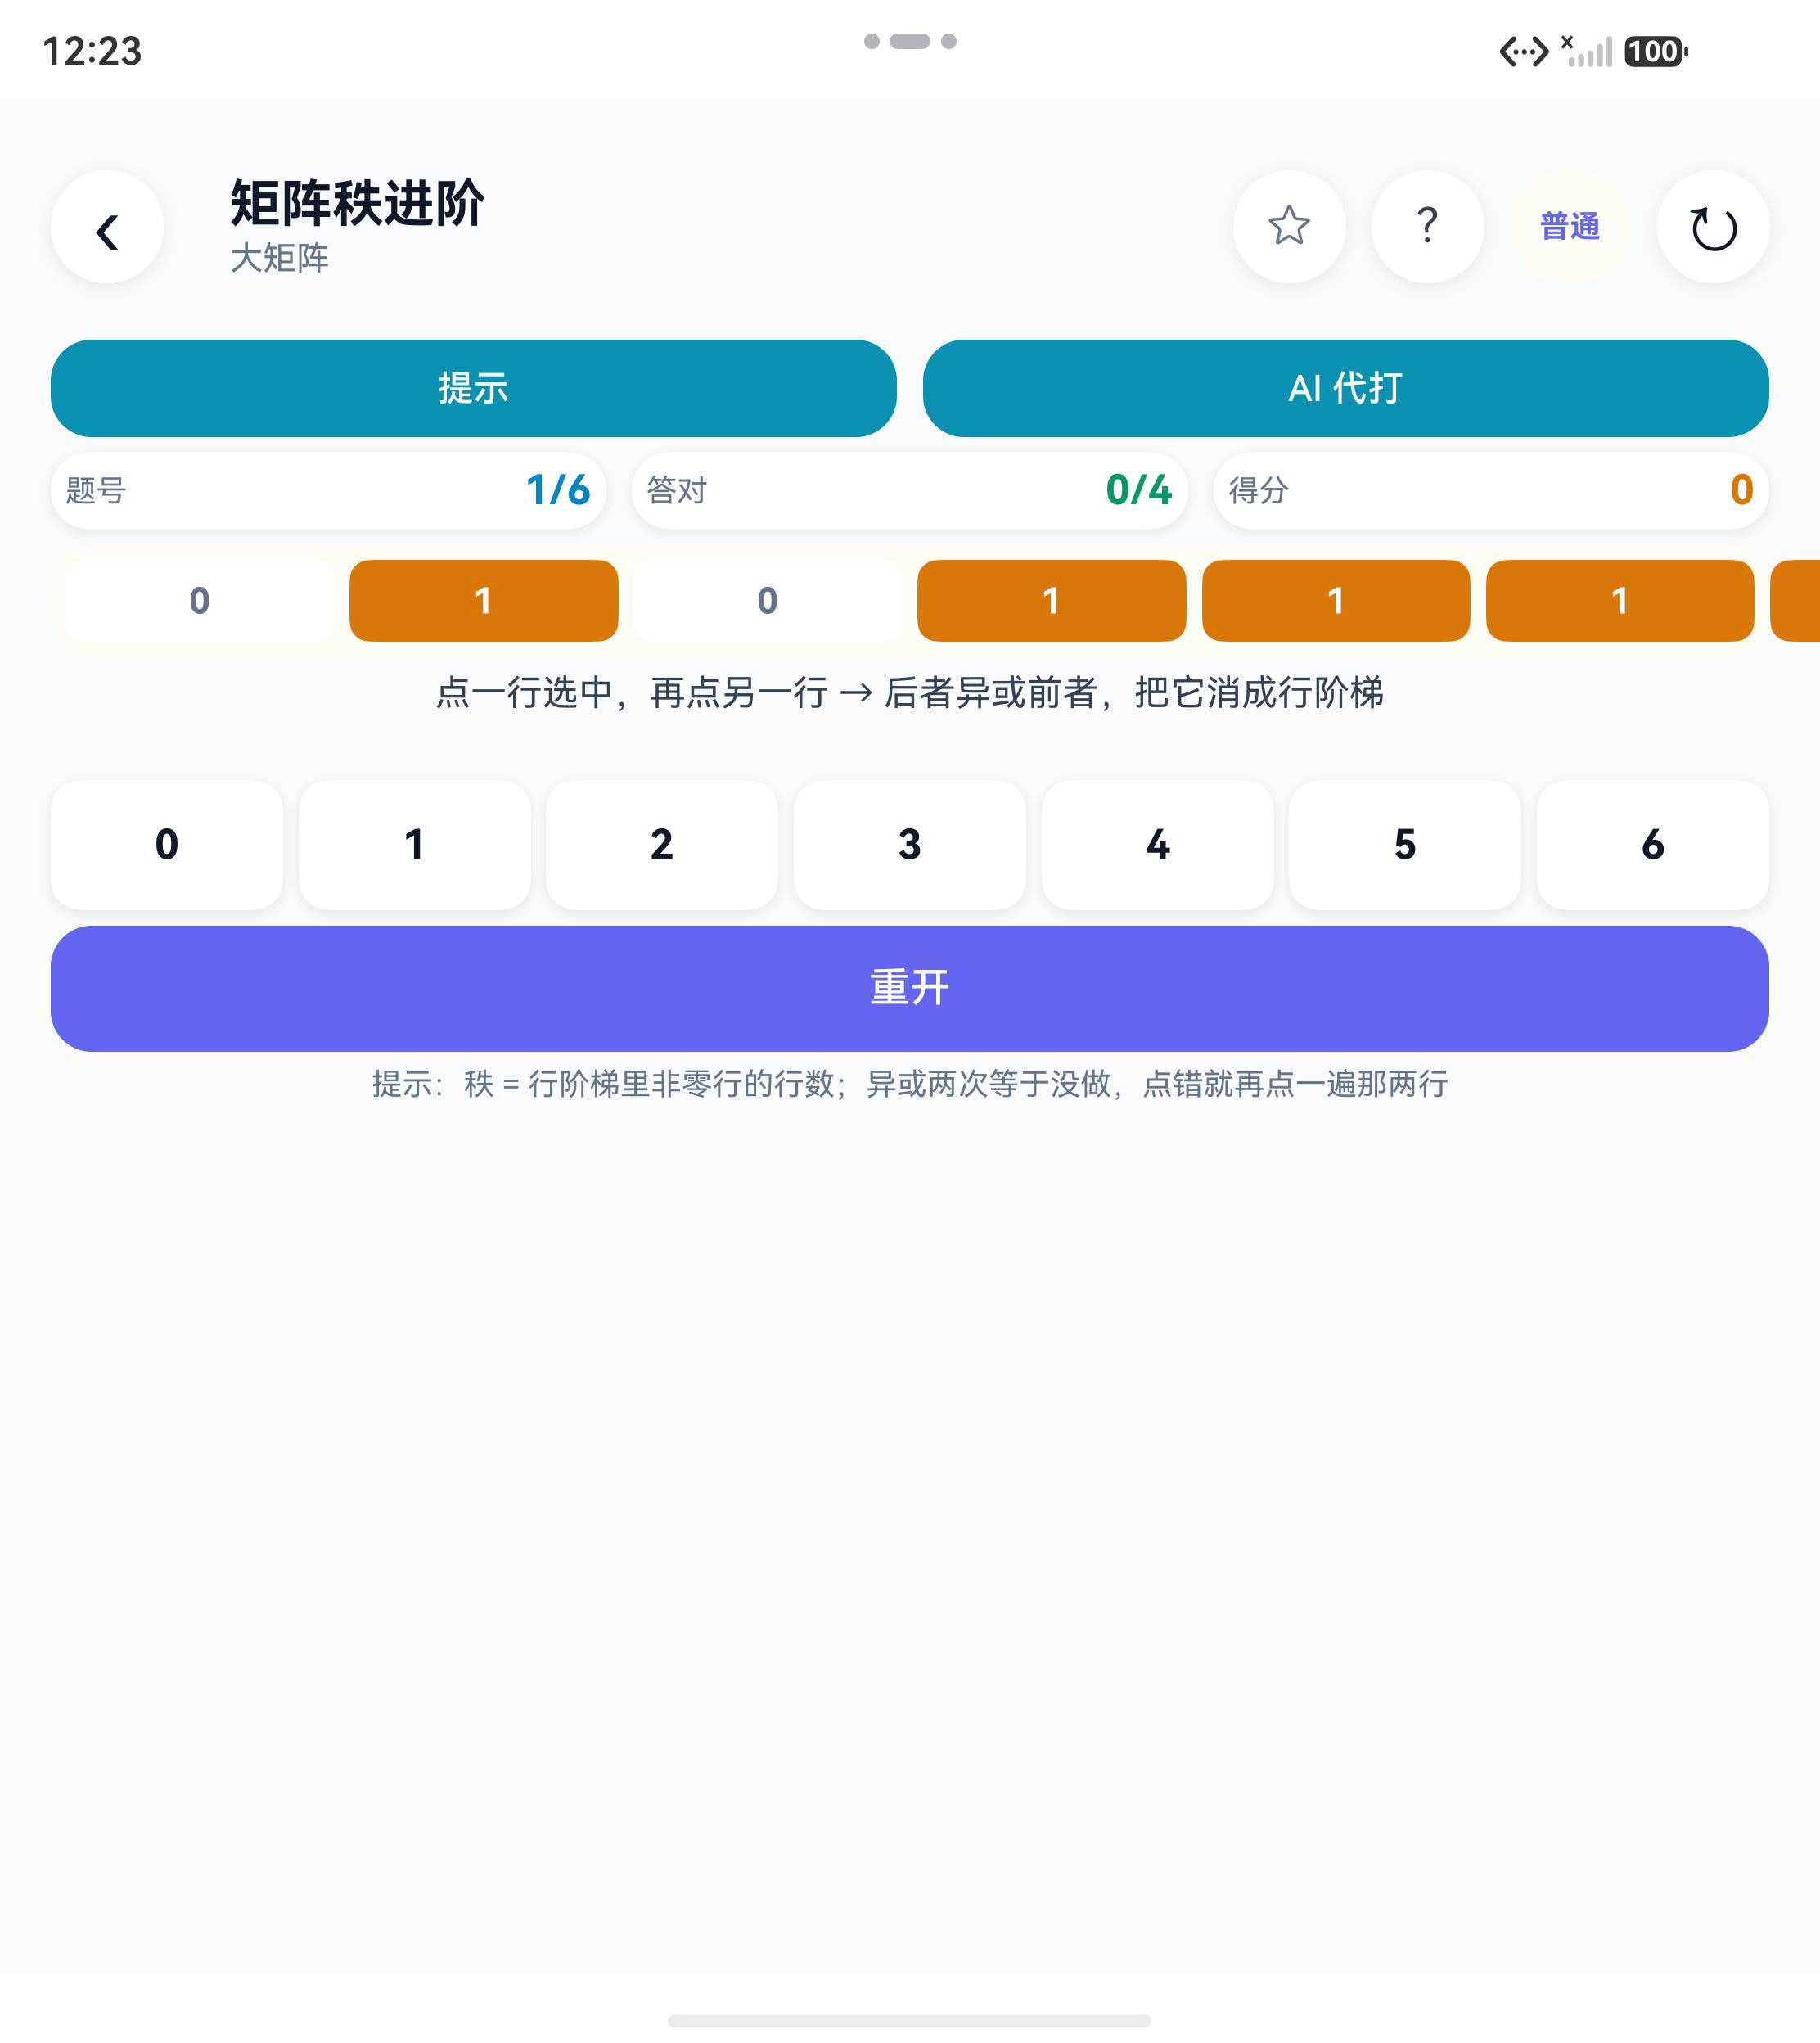 12:23
100
矩阵秩进阶
大矩阵
?
普通
提示
AI 代打
题号 1/6
答对 0/4
得分 0
0 1 0 1 1 1
点一行选中，再点另一行 → 后者异或前者，把它消成行阶梯
0 1 2 3 4 5 6
重开
提示：秩 = 行阶梯里非零行的行数；异或两次等于没做，点错就再点一遍那两行